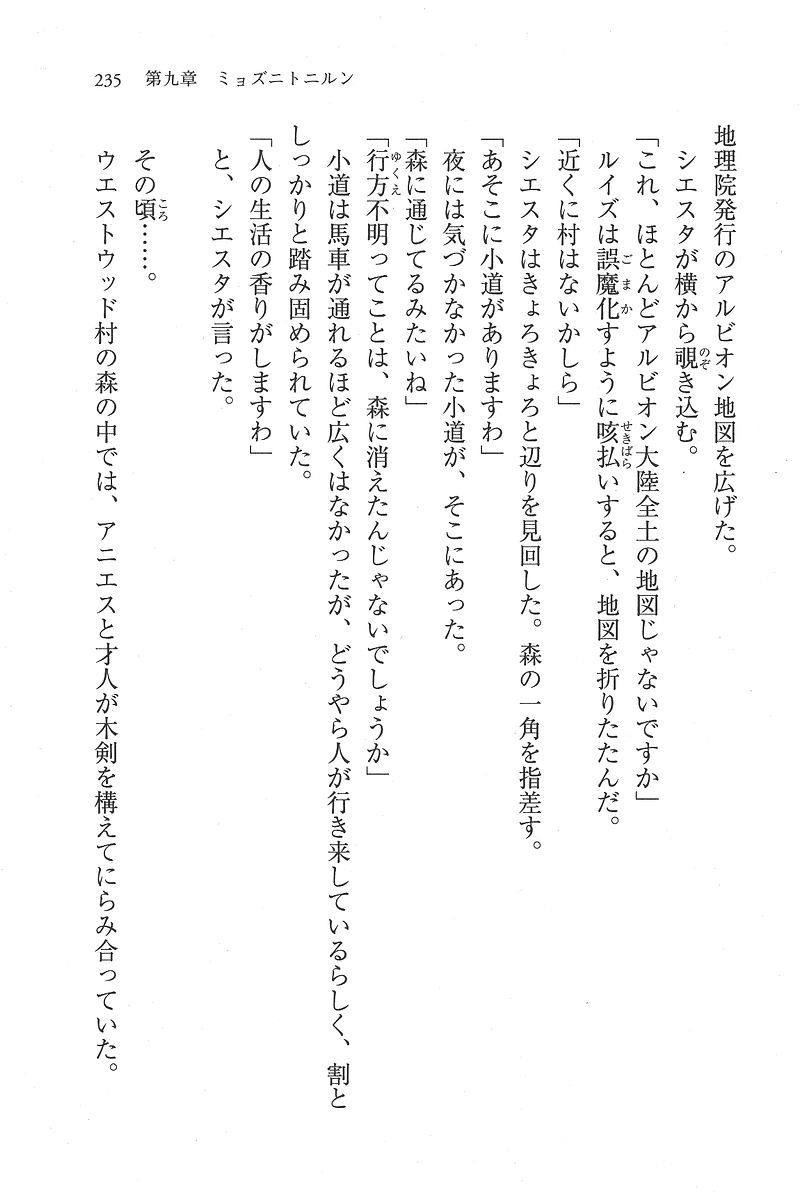 235 第九章 ミョズニトニルン
地理院発行のアルビオン地図を広げた。
シエスタが横から覗き込む。
「これ、ほとんどアルビオン大陸全土の地図じゃないですか」
ルイズは誤魔化すように咳払いすると、地図を折りたたんだ。
「近くに村はないかしら」
シエスタはきょろきょろと辺りを見回した。森の一角を指差す。
「あそこに小道がありますわ」
夜には気づかなかった小道が、そこにあった。
「森に通じてるみたいね」
「行方不明ってことは、森に消えたんじゃないでしょうか」
小道は馬車が通れるほど広くはなかったが、どうやら人が行き来しているらしく、割と
しっかりと踏み固められていた。
「人の生活の香りがしますわ」
と、シエスタが言った。
その頃……。
ウエストウッド村の森の中では、アニエスと才人が木剣を構えてにらみ合っていた。